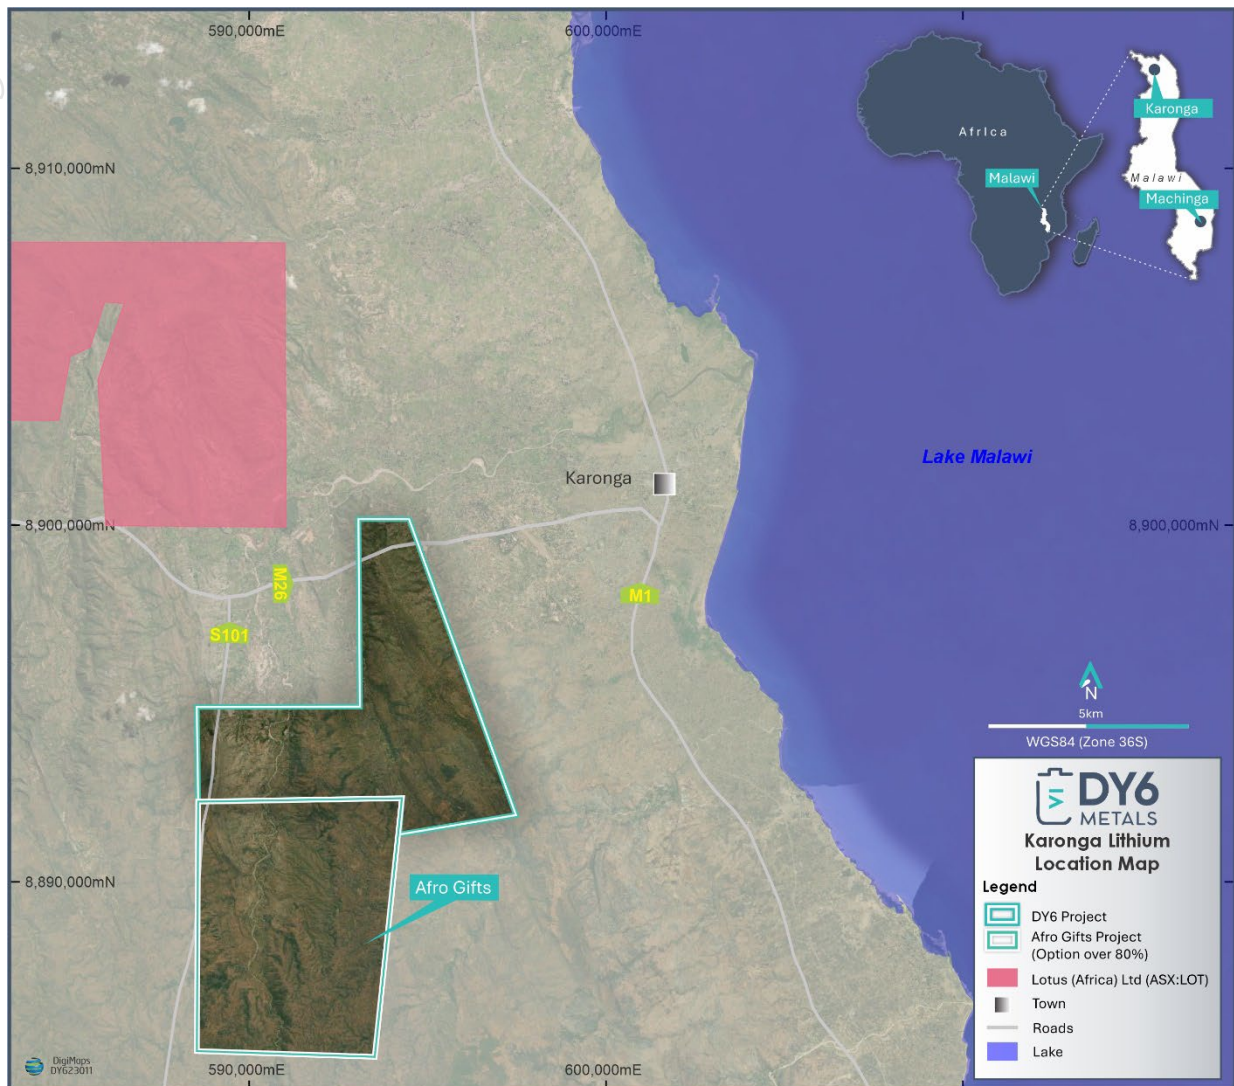 590,000mE
600,000mE
8,910,000mN
8,900,000mN
8,900,000mN
8,890,000mN
590,000mE
600,000mE
Africa
Malawi
Karonga
Malawi
Machinga
Karonga
Lake Malawi
M26
S101
M1
Afro Gifts
N
5km
WGS84 (Zone 36S)
DY6
METALS
Karonga Lithium
Location Map
Legend
DY6 Project
Afro Gifts Project
(Option over 80%)
Lotus (Africa) Ltd (ASX:LOT)
Town
Roads
Lake
DigiMaps
DY623011